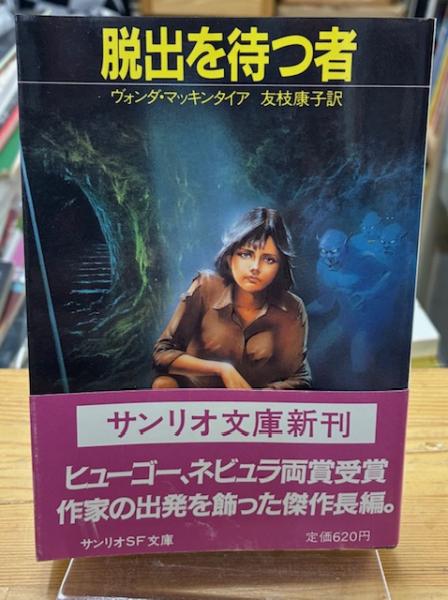 脱出を待つ者
ヴォンダ・マッキンタイア 友枝康子訳
サンリオ文庫新刊
ヒューゴー、ネビュラ両賞受賞
作家の出発を飾った傑作長編。
サンリオSF文庫 定価620円